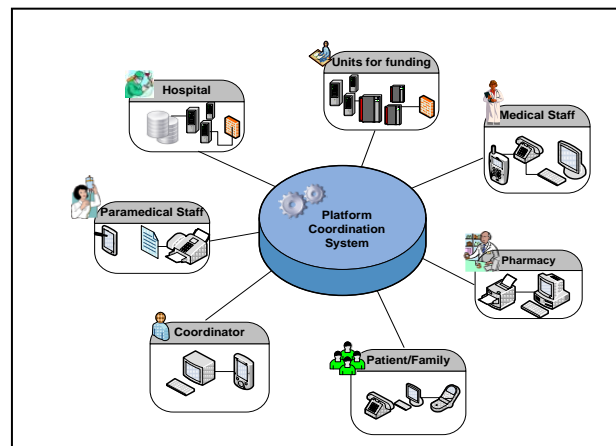 Units for funding
Hospital
Medical Staff
Paramedical Staff
Platform
Coordination
System
Pharmacy
Coordinator
Patient/Family